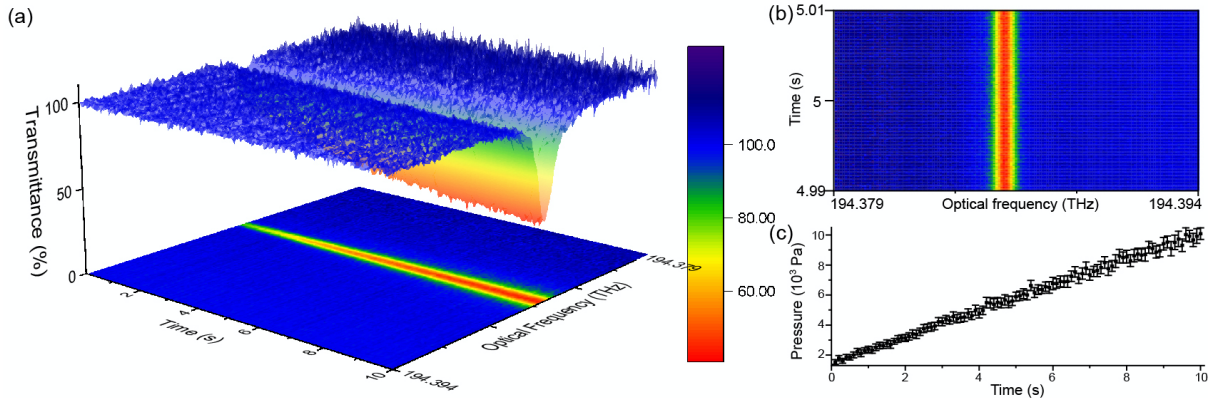 (a)
Transmittance (%)
100
50
0
2
4
6
8
10
Time (s)
194.394
Optical Frequency (THz)
194.379
100.0
80.00
60.00
(b)
5.01
5
4.99
Time (s)
194.379
Optical frequency (THz)
194.394
(c)
Pressure (10³ Pa)
10
8
6
4
2
0
2
4
6
8
10
Time (s)